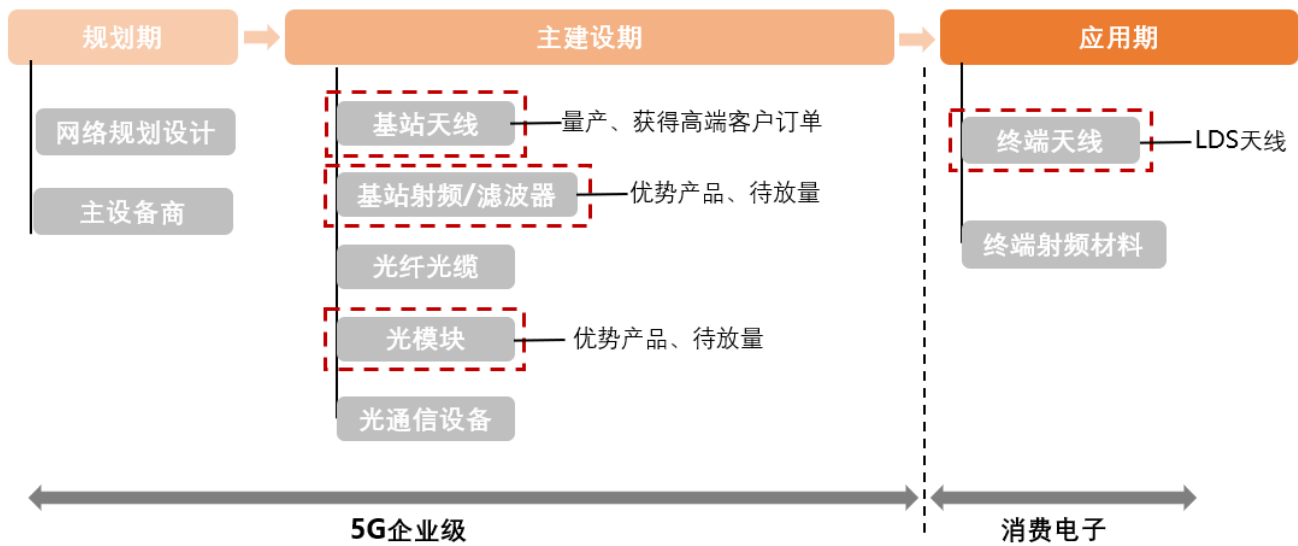 规划期
主建设期
应用期
网络规划设计
主设备商
基站天线
量产、获得高端客户订单
基站射频/滤波器
优势产品、待放量
光纤光缆
光模块
优势产品、待放量
光通信设备
终端天线
LDS天线
终端射频材料
5G企业级
消费电子